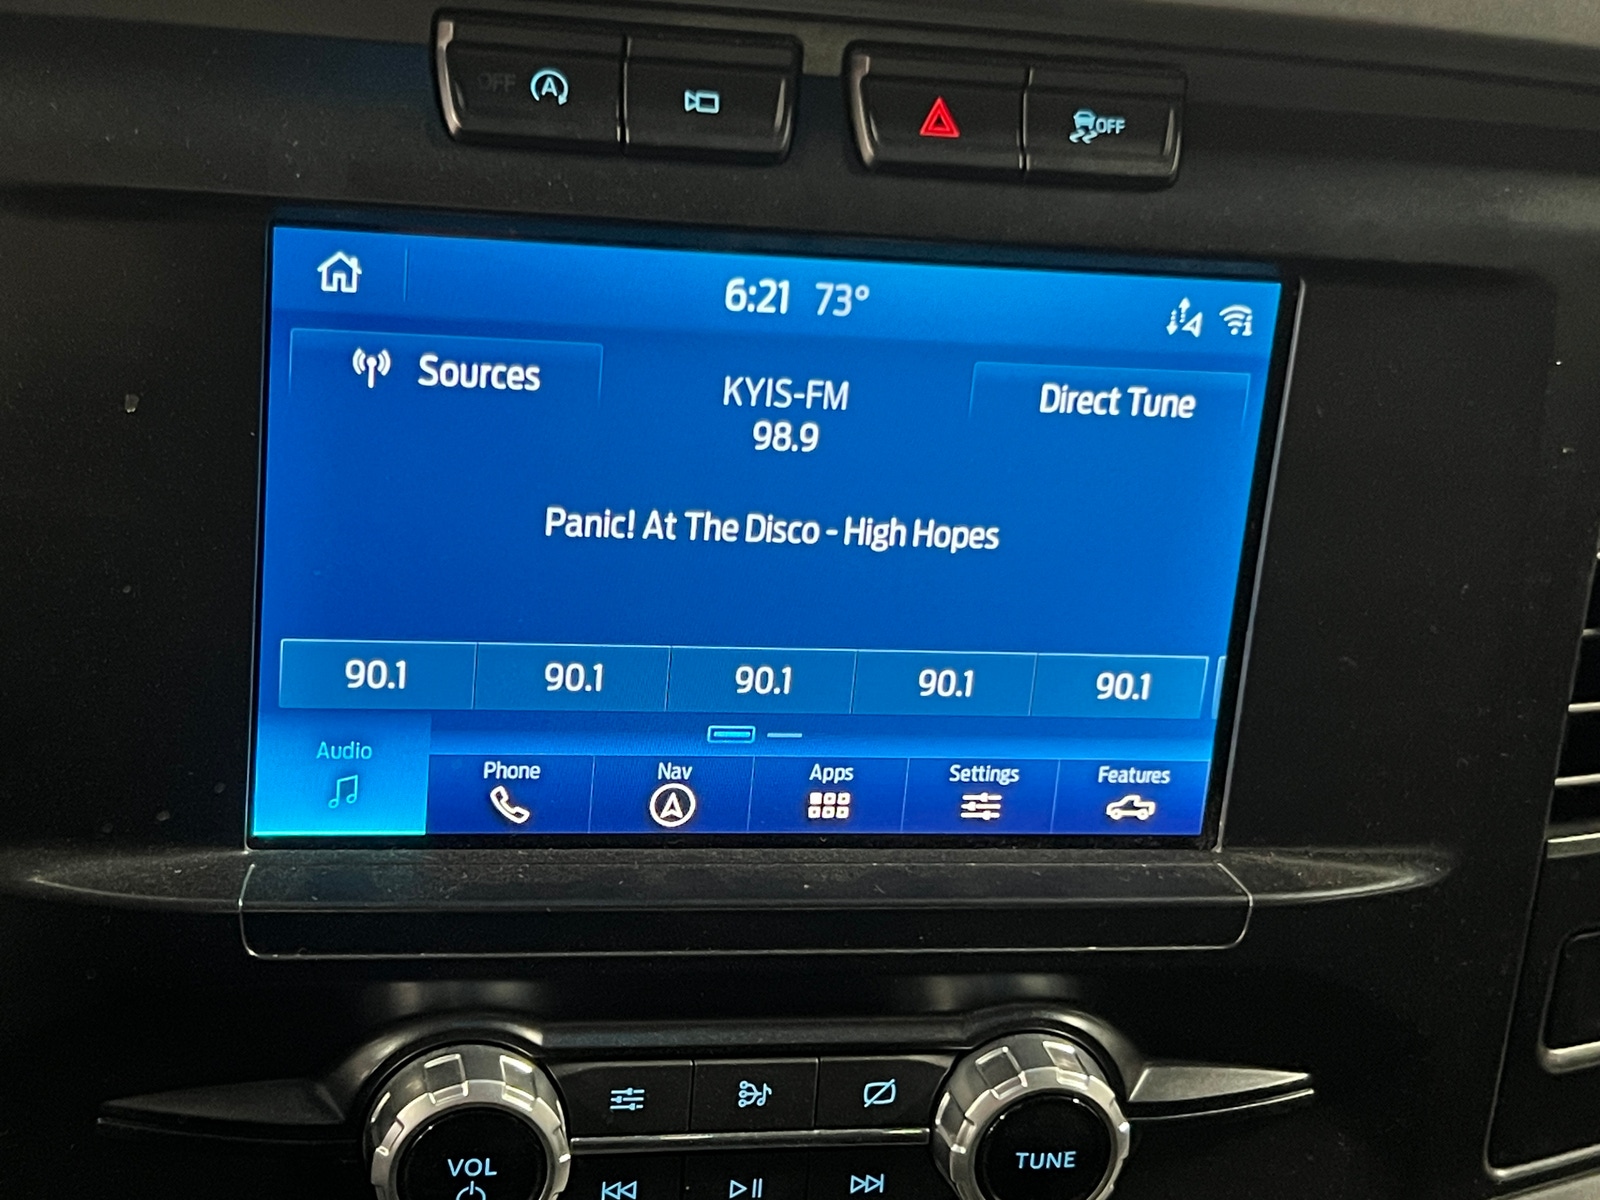 OFF A
OFF
6:21 73°
Sources
KYIS-FM
98.9
Direct Tune
Panic! At The Disco - High Hopes
90.1 90.1 90.1 90.1 90.1
Audio Phone Nav Apps Settings Features
VOL
TUNE